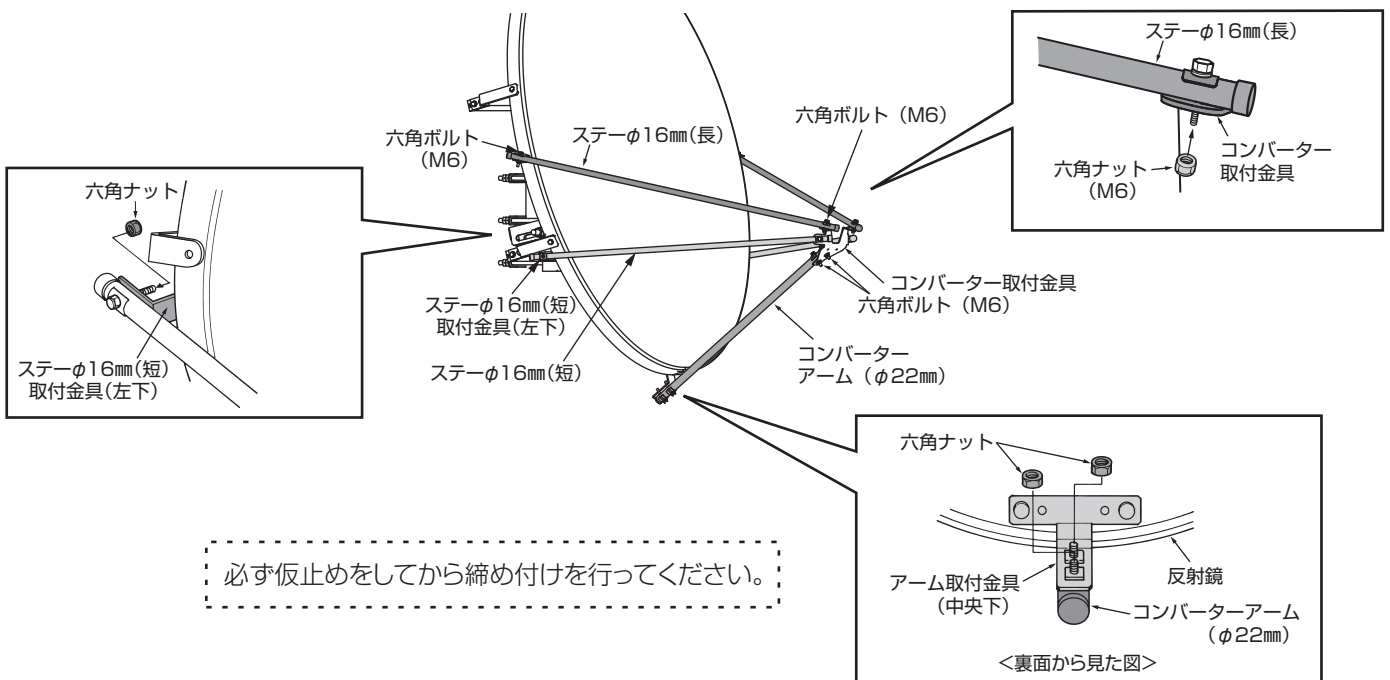 ステーφ16㎜(長)
六角ナット
(M6)
コンバーター
取付金具
六角ボルト
(M6)
ステーφ16㎜(長)
六角ボルト（M6）
六角ナット
ステーφ16㎜(短)
取付金具(左下)
ステーφ16㎜(短)
取付金具(左下)
ステーφ16㎜(短)
コンバーター取付金具
六角ボルト（M6）
コンバーター
アーム（φ22㎜）
必ず仮止めをしてから締め付けを行ってください。
六角ナット
アーム取付金具
(中央下)
反射鏡
コンバーターアーム
（φ22㎜）
＜裏面から見た図＞